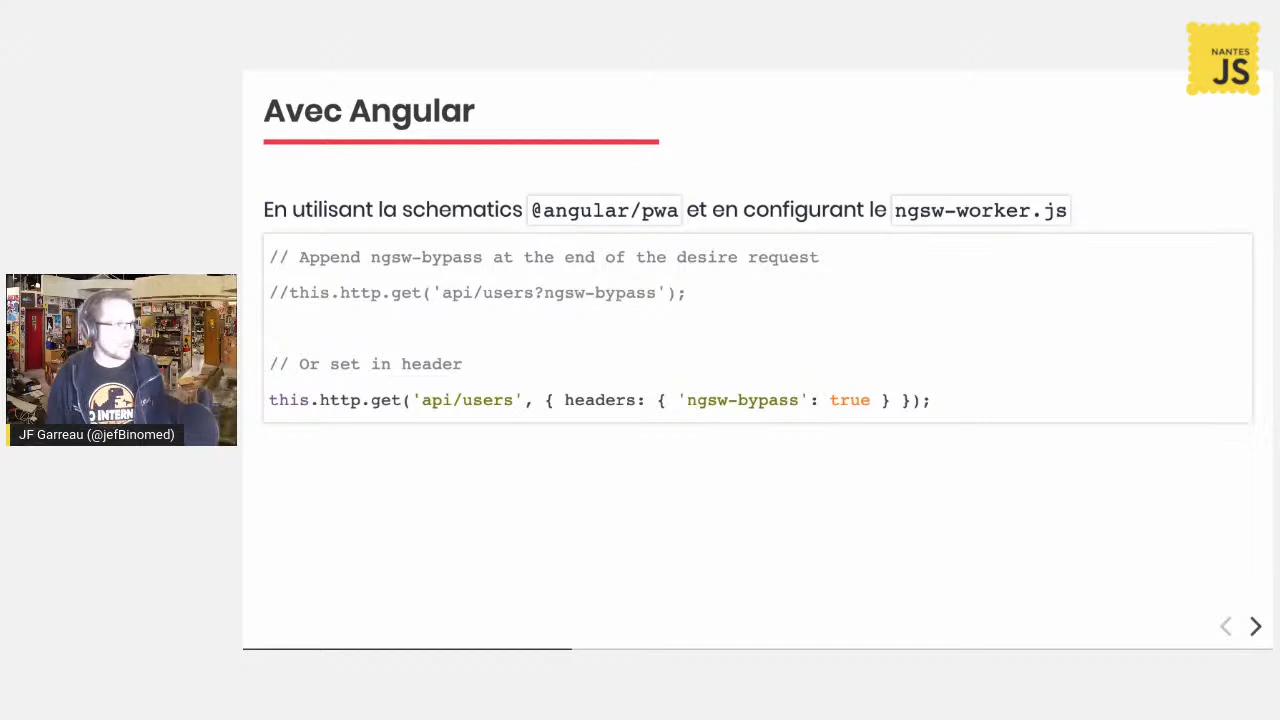 NANTES
JS
Avec Angular
En utilisant la schematics @angular/pwa et en configurant le ngsw-worker.js
// Append ngsw-bypass at the end of the desire request
//this.http.get('api/users?ngsw-bypass');
// Or set in header
this.http.get('api/users', { headers: { 'ngsw-bypass': true } });
O INTERN
JF Garreau (@jefBinomed)